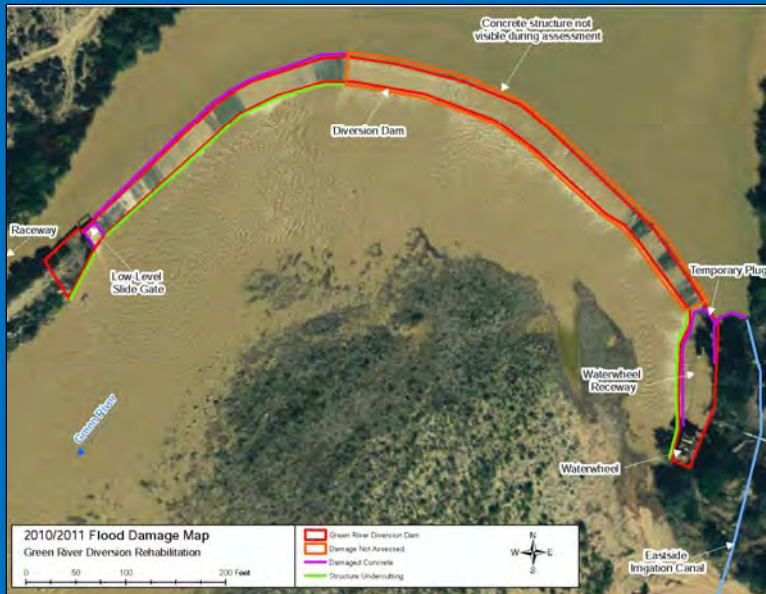 Concrete structure not
visible during assessment
Diversion Dam
Raceway
Low Level
Slide Gate
Temporary Plug
Waterwheel
Receway
Green River
Waterwheel
Eastside
Irrigation Canal
2010/2011 Flood Damage Map
Green River Diversion Rehabilitation
0 50 100 200 Feet
Green River Diversion Dam
Damage Not Assessed
Damaged Concrete
Structure Undercutting
N
W E
S